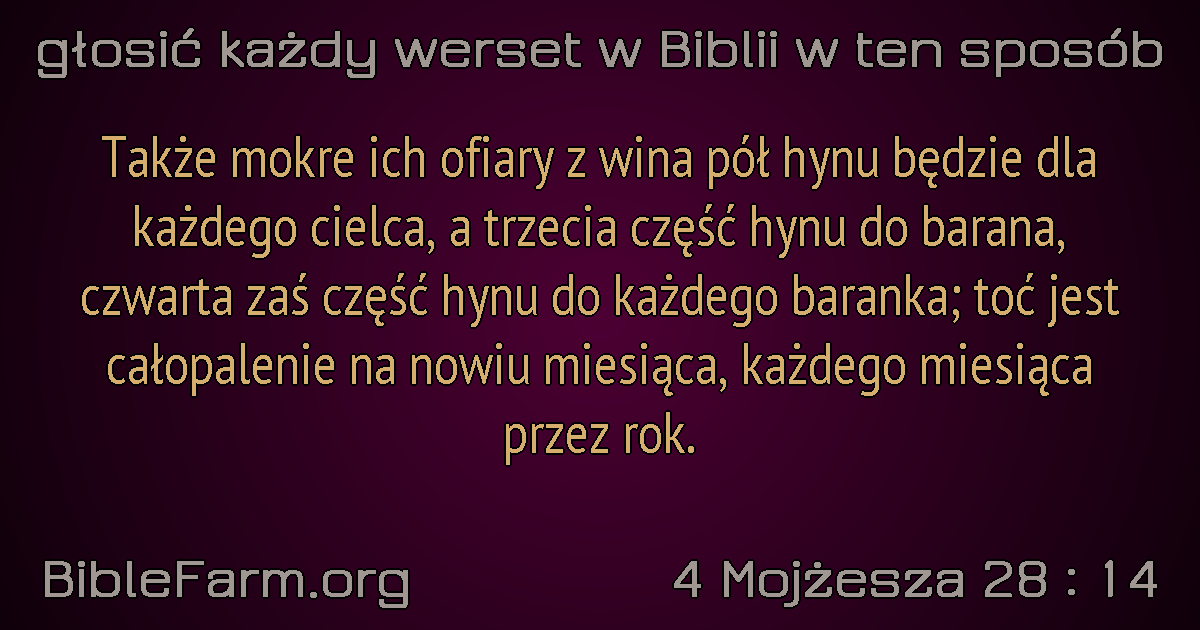 głosić każdy werset w Biblii w ten sposób
Także mokre ich ofiary z wina pół hynu będzie dla
każdego cielca, a trzecia część hynu do barana,
czwarta zaś część hynu do każdego baranka; toć jest
całopalenie na nowiu miesiąca, każdego miesiąca
przez rok.
BibleFarm.org
4 Mojżesza 28 : 14